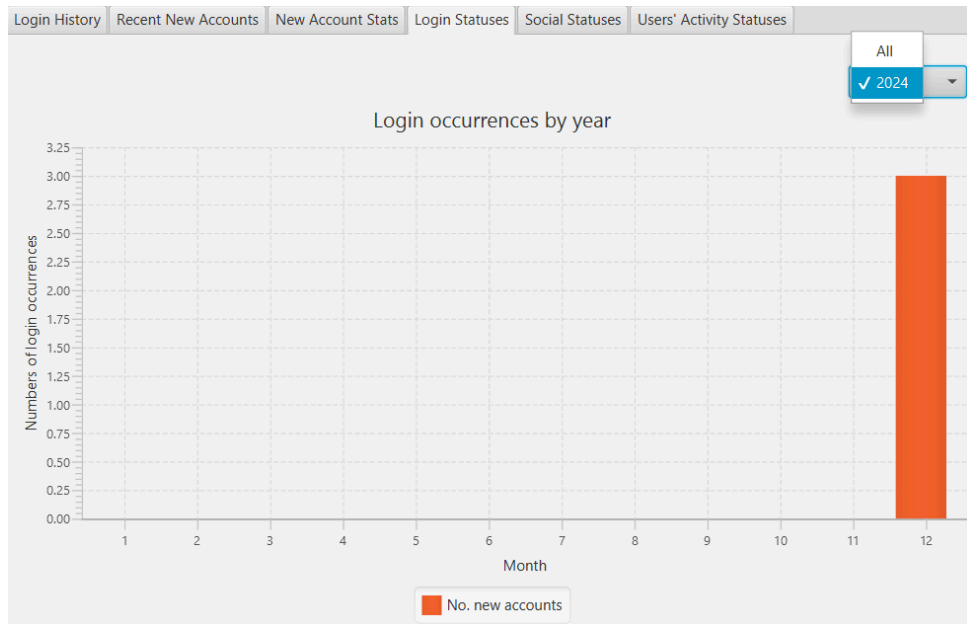 Login History Recent New Accounts New Account Stats Login Statuses Social Statuses Users' Activity Statuses
All
✓ 2024
Login occurrences by year
Numbers of login occurrences
3.25
3.00
2.75
2.50
2.25
2.00
1.75
1.50
1.25
1.00
0.75
0.50
0.25
0.00
1 2 3 4 5 6 7 8 9 10 11 12
Month
No. new accounts